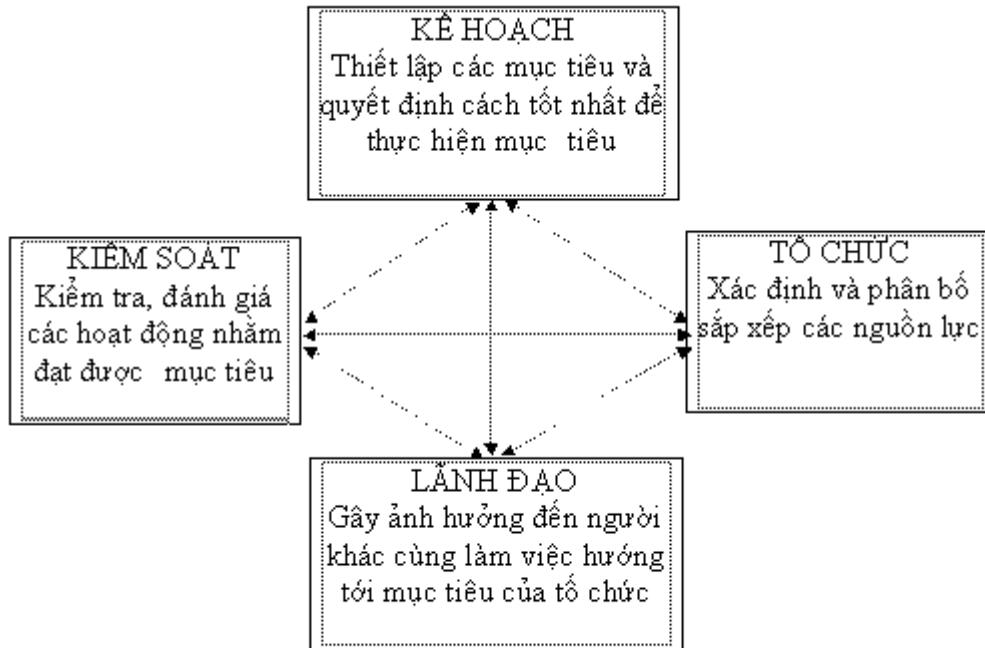 KẾ HOẠCH
Thiết lập các mục tiêu và
quyết định cách tốt nhất để
thực hiện mục tiêu
KIỂM SOÁT
Kiểm tra, đánh giá
các hoạt động nhằm
đạt được mục tiêu
TỔ CHỨC
Xác định và phân bố
sắp xếp các nguồn lực
LÃNH ĐẠO
Gây ảnh hưởng đến người
khác cùng làm việc hướng
tới mục tiêu của tổ chức